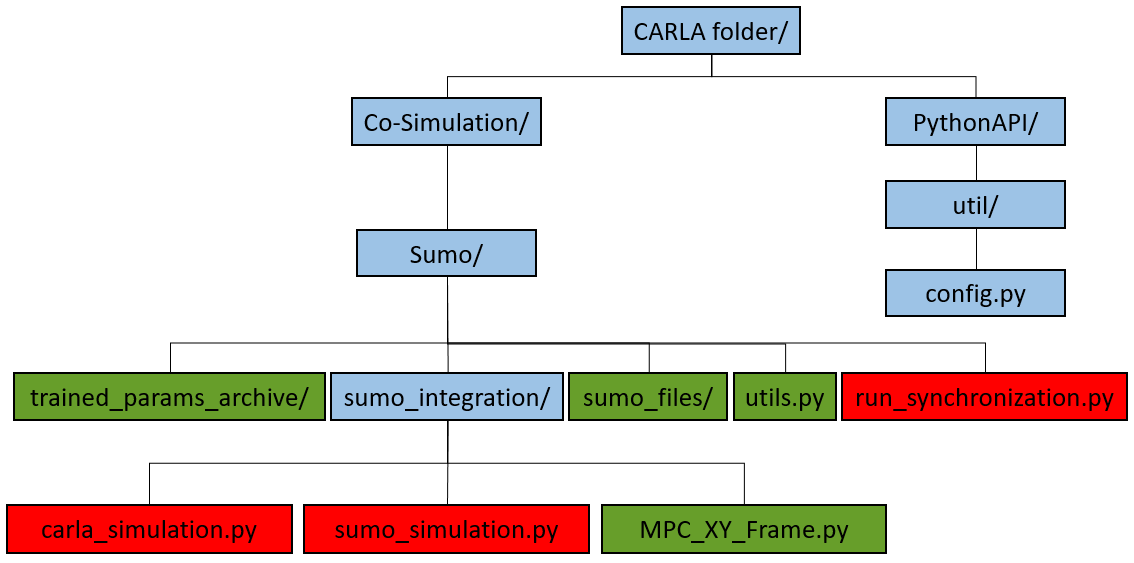 CARLA folder/
Co-Simulation/
PythonAPI/
util/
Sumo/
config.py
trained_params_archive/
sumo_integration/
sumo_files/
utils.py
run_synchronization.py
carla_simulation.py
sumo_simulation.py
MPC_XY_Frame.py